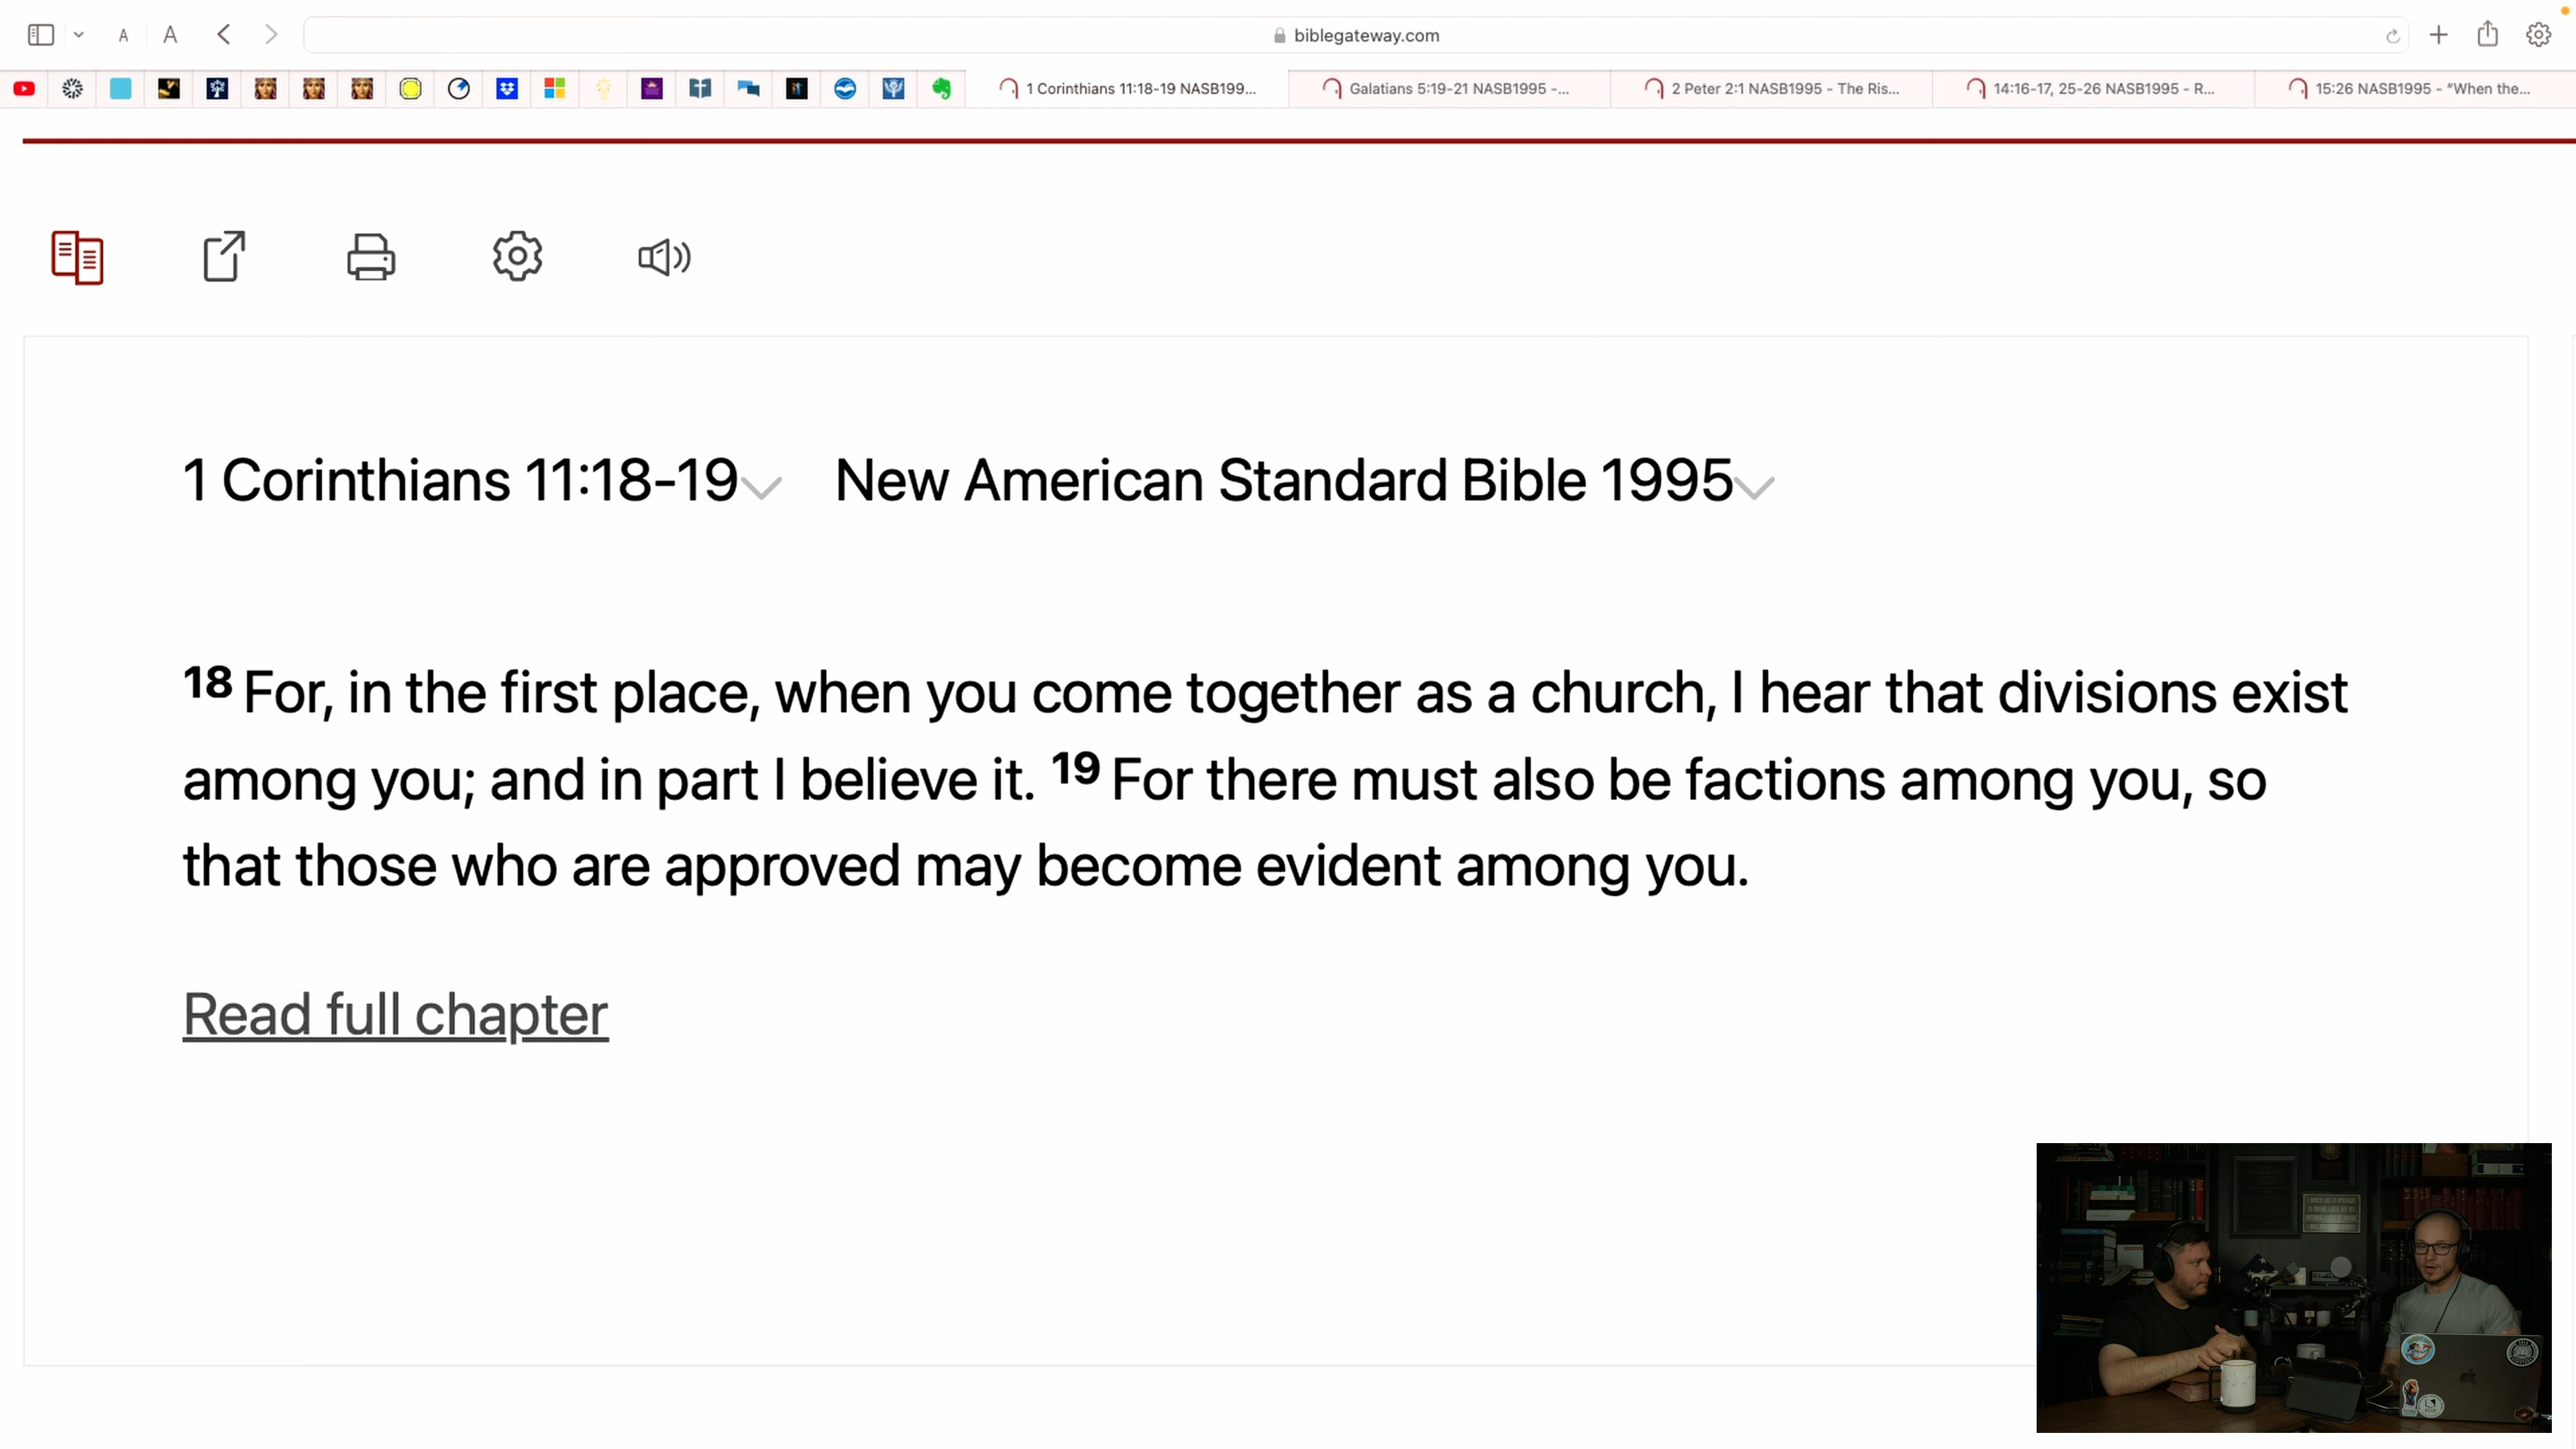 A A biblegateway.com
1 Corinthians 11:18-19 NASB199... Galatians 5:19-21 NASB1995 -... 2 Peter 2:1 NASB1995 - The Ris... 14:16-17, 25-26 NASB1995 - R... 15:26 NASB1995 - "When the...
1 Corinthians 11:18-19 New American Standard Bible 1995
18 For, in the first place, when you come together as a church, I hear that divisions exist
among you; and in part I believe it. 19 For there must also be factions among you, so
that those who are approved may become evident among you.
Read full chapter